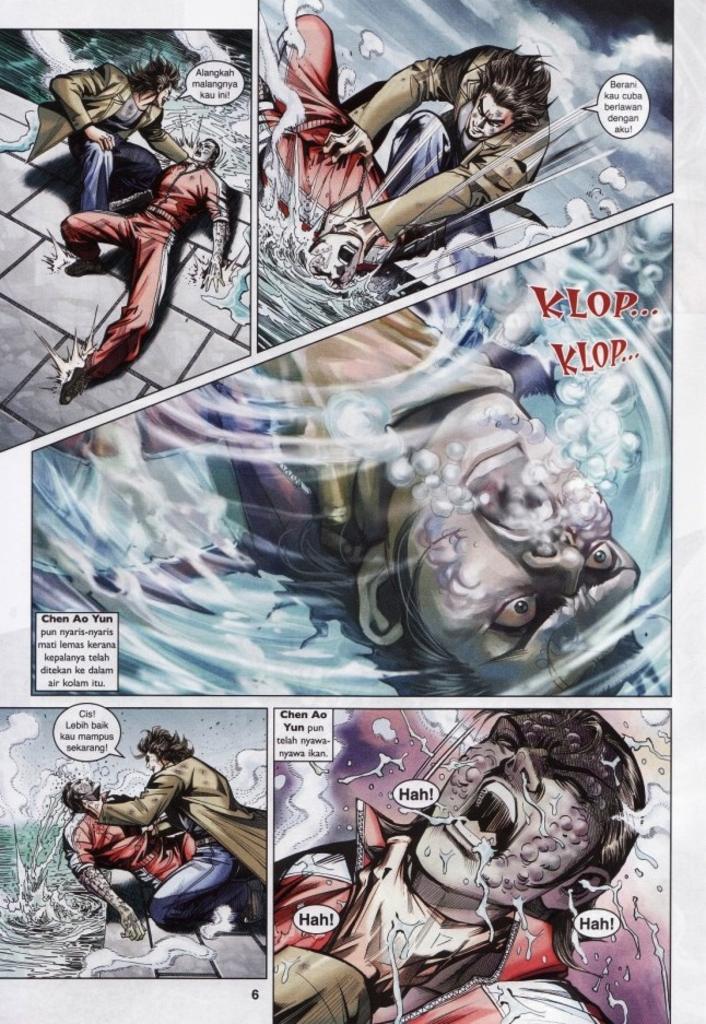 Alangkah
malangnya
kau ini!
Berani
kau cuba
berlawan
dengan
aku!
KLOP...
KLOP...
Chen Ao Yun
pun nyaris-nyaris
mati lemas kerana
kepalanya telah
ditekan ke dalam
air kolam itu.
Cis!
Lebih baik
kau mampus
sekarang!
Chen Ao
Yun pun
telah nyawa-
nyawa ikan.
Hah!
Hah!
Hah!
6